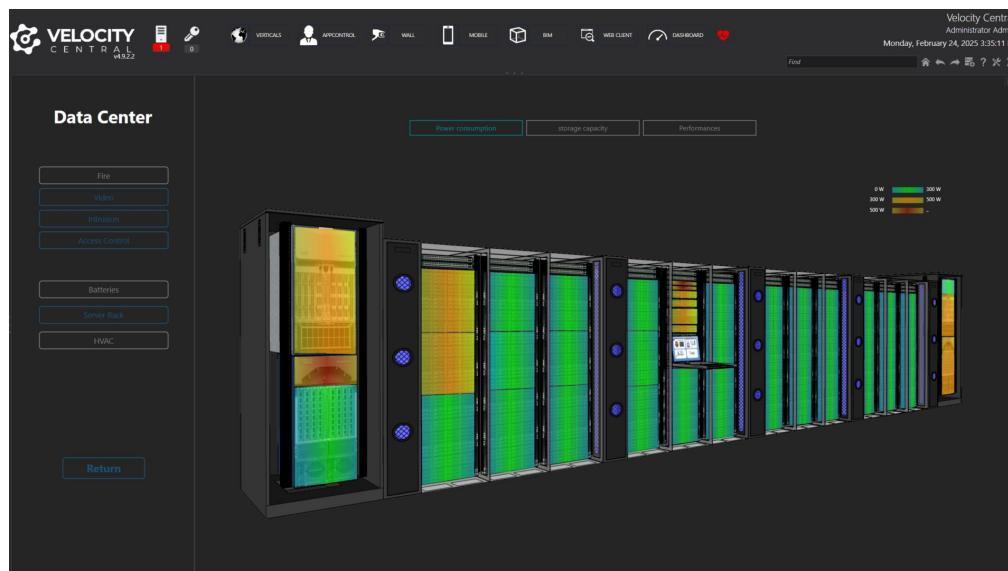 VELOCITY
CENTRAL
v4.9.2.2
1
0
VERTICALS
APPCONTROL
WALL
MOBILE
BIM
WEB CLIENT
DASHBOARD
Velocity Centr
Administrator Adm
Monday, February 24, 2025 3:35:11
Find
Data Center
Power consumption
storage capacity
Performances
Fire
Video
Intrusion
Access Control
0 W 300 W
300 W 500 W
500 W ..
Batteries
Server Rack
HVAC
Return